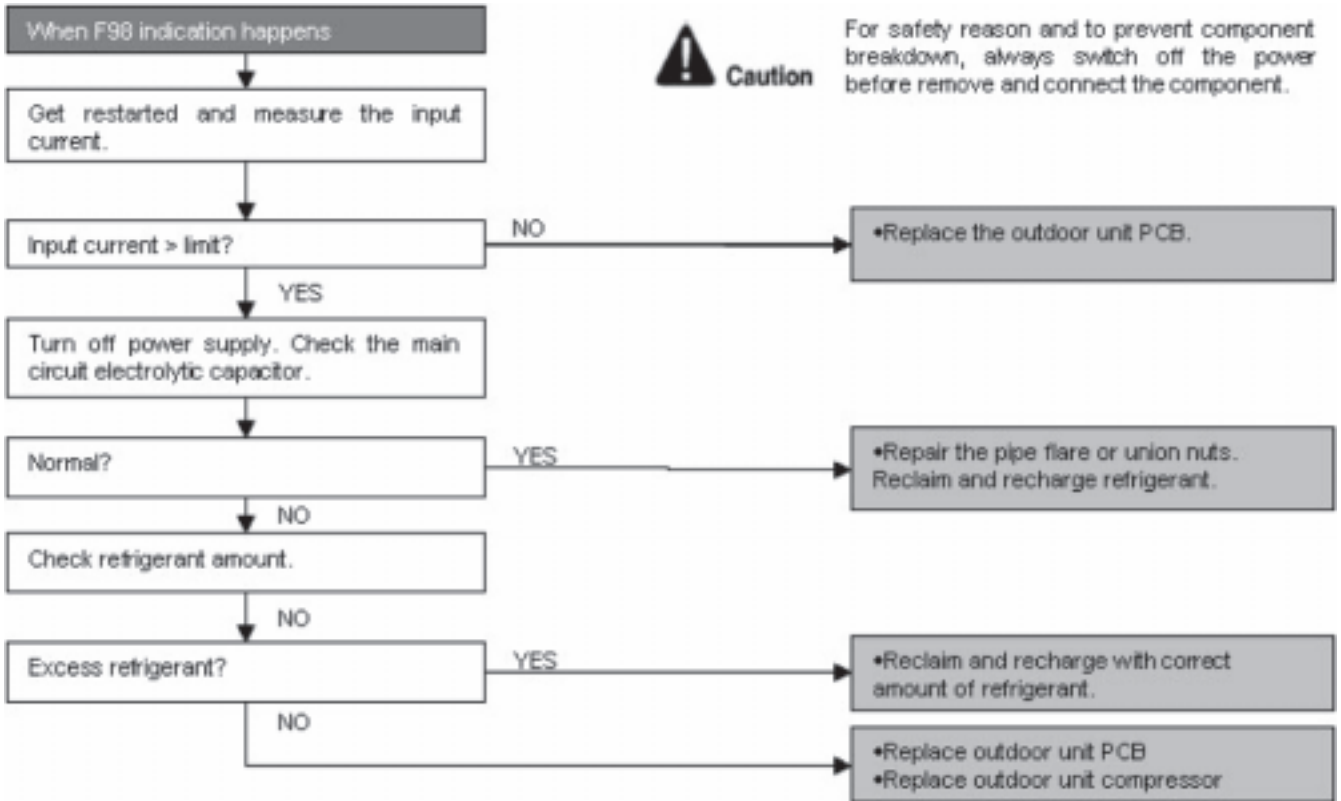 When F98 indication happens
Caution
For safety reason and to prevent component
breakdown, always switch off the power
before remove and connect the component.
Get restarted and measure the input
current.
Input current > limit?
NO
•Replace the outdoor unit PCB.
YES
Turn off power supply. Check the main
circuit electrolytic capacitor.
Normal?
YES
•Repair the pipe flare or union nuts.
Reclaim and recharge refrigerant.
NO
Check refrigerant amount.
NO
Excess refrigerant?
YES
•Reclaim and recharge with correct
amount of refrigerant.
NO
•Replace outdoor unit PCB
•Replace outdoor unit compressor